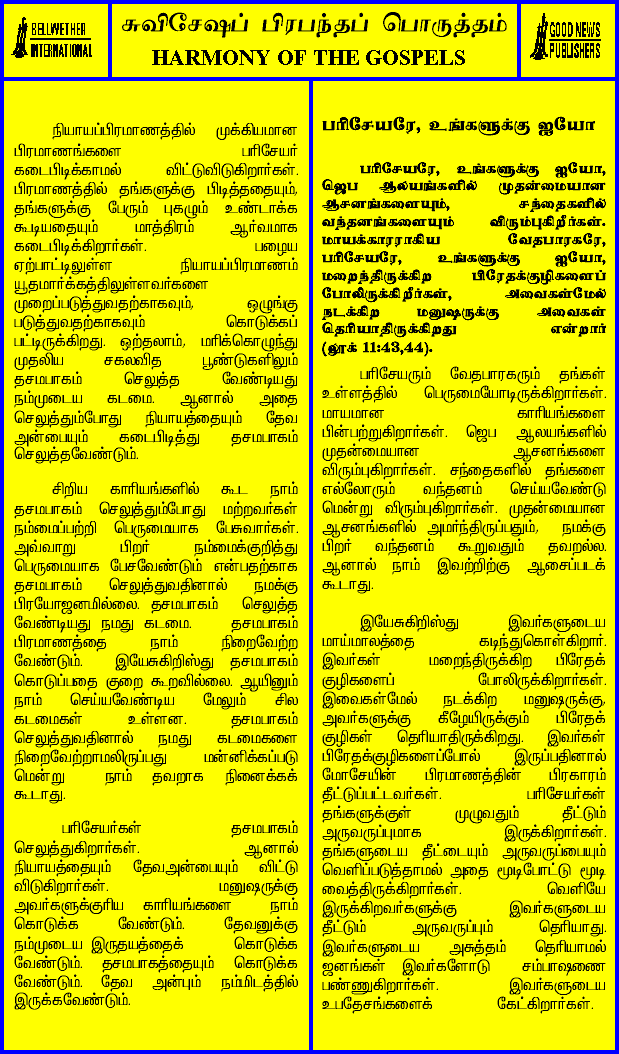 BELLWETHER
INTERNATIONAL
சுவிசேஷப் பிரபந்தப் பொருத்தம்
HARMONY OF THE GOSPELS
GOOD NEWS
PUBLISHERS
நியாயப்பிரமாணத்தில் முக்கியமான
பிரமாணங்களை பரிசேயர்
கடைபிடிக்காமல் விட்டுவிடுகிறார்கள்.
பிரமாணத்தில் தங்களுக்கு பிடித்ததையும்,
தங்களுக்கு பேரும் புகழும் உண்டாக்க
கூடியதையும் மாத்திரம் ஆர்வமாக
கடைபிடிக்கிறார்கள். பழைய
ஏற்பாட்டிலுள்ள நியாயப்பிரமாணம்
யூதமார்க்கத்திலுள்ளவர்களை
முறைப்படுத்துவதற்காகவும், ஒழுங்கு
படுத்துவதற்காகவும் கொடுக்கப்
பட்டிருக்கிறது. ஒற்தலாம், மரிக்கொழுந்து
முதலிய சகலவித பூண்டுகளிலும்
தசமபாகம் செலுத்த வேண்டியது
நம்முடைய கடமை. ஆனால் அதை
செலுத்தும்போது நியாயத்தையும் தேவ
அன்பையும் கடைபிடித்து தசமபாகம்
செலுத்தவேண்டும்.
சிறிய காரியங்களில் கூட நாம்
தசமபாகம் செலுத்தும்போது மற்றவர்கள்
நம்மைப்பற்றி பெருமையாக பேசுவார்கள்.
அவ்வாறு பிறர் நம்மைக்குறித்து
பெருமையாக பேசவேண்டும் என்பதற்காக
தசமபாகம் செலுத்துவதினால் நமக்கு
பிரயோஜனமில்லை. தசமபாகம் செலுத்த
வேண்டியது நமது கடமை. தசமபாகம்
பிரமாணத்தை நாம் நிறைவேற்ற
வேண்டும். இயேசுகிறிஸ்து தசமபாகம்
கொடுப்பதை குறை கூறவில்லை. ஆயினும்
நாம் செய்யவேண்டிய மேலும் சில
கடமைகள் உள்ளன. தசமபாகம்
செலுத்துவதினால் நமது கடமைகளை
நிறைவேற்றாமலிருப்பது மன்னிக்கப்படு
மென்று நாம் தவறாக நினைக்கக்
கூடாது.
பரிசேயர்கள் தசமபாகம்
செலுத்துகிறார்கள். ஆனால்
நியாயத்தையும் தேவஅன்பையும் விட்டு
விடுகிறார்கள். மனுஷருக்கு
அவர்களுக்குரிய காரியங்களை நாம்
கொடுக்க வேண்டும். தேவனுக்கு
நம்முடைய இருதயத்தைக் கொடுக்க
வேண்டும். தசமபாகத்தையும் கொடுக்க
வேண்டும். தேவ அன்பும் நம்மிடத்தில்
இருக்கவேண்டும்.
பரிசேயரே, உங்களுக்கு ஐயோ
பரிசேயரே, உங்களுக்கு ஐயோ,
ஜெப ஆலயங்களில் முதன்மையான
ஆசனங்களையும், சந்தைகளில்
வந்தனங்களையும் விரும்புகிறீர்கள்.
மாயக்காரராகிய வேதபாரகரே,
பரிசேயரே, உங்களுக்கு ஐயோ,
மறைந்திருக்கிற பிரேதக்குழிகளைப்
போலிருக்கிறீர்கள், அவைகள்மேல்
நடக்கிற மனுஷருக்கு அவைகள்
தெரியாதிருக்கிறது என்றார்
(லூக் 11:43,44).
பரிசேயரும் வேதபாரகரும் தங்கள்
உள்ளத்தில் பெருமையோடிருக்கிறார்கள்.
மாயமான காரியங்களை
பின்பற்றுகிறார்கள். ஜெப ஆலயங்களில்
முதன்மையான ஆசனங்களை
விரும்புகிறார்கள். சந்தைகளில் தங்களை
எல்லோரும் வந்தனம் செய்யவேண்டு
மென்று விரும்புகிறார்கள். முதன்மையான
ஆசனங்களில் அமர்ந்திருப்பதும், நமக்கு
பிறர் வந்தனம் கூறுவதும் தவறல்ல.
ஆனால் நாம் இவற்றிற்கு ஆசைப்படக்
கூடாது.
இயேசுகிறிஸ்து இவர்களுடைய
மாய்மாலத்தை கடிந்துகொள்கிறார்.
இவர்கள் மறைந்திருக்கிற பிரேதக்
குழிகளைப் போலிருக்கிறார்கள்.
இவைகள்மேல் நடக்கிற மனுஷருக்கு,
அவர்களுக்கு கீழேயிருக்கும் பிரேதக்
குழிகள் தெரியாதிருக்கிறது. இவர்கள்
பிரேதக்குழிகளைப்போல் இருப்பதினால்
மோசேயின் பிரமாணத்தின் பிரகாரம்
தீட்டுப்பட்டவர்கள். பரிசேயர்கள்
தங்களுக்குள் முழுவதும் தீட்டும்
அருவருப்புமாக இருக்கிறார்கள்.
தங்களுடைய தீட்டையும் அருவருப்பையும்
வெளிப்படுத்தாமல் அதை மூடிபோட்டு மூடி
வைத்திருக்கிறார்கள். வெளியே
இருக்கிறவர்களுக்கு இவர்களுடைய
தீட்டும் அருவருப்பும் தெரியாது.
இவர்களுடைய அசுத்தம் தெரியாமல்
ஜனங்கள் இவர்களோடு சம்பாஷணை
பண்ணுகிறார்கள். இவர்களுடைய
உபதேசங்களைக் கேட்கிறார்கள்.